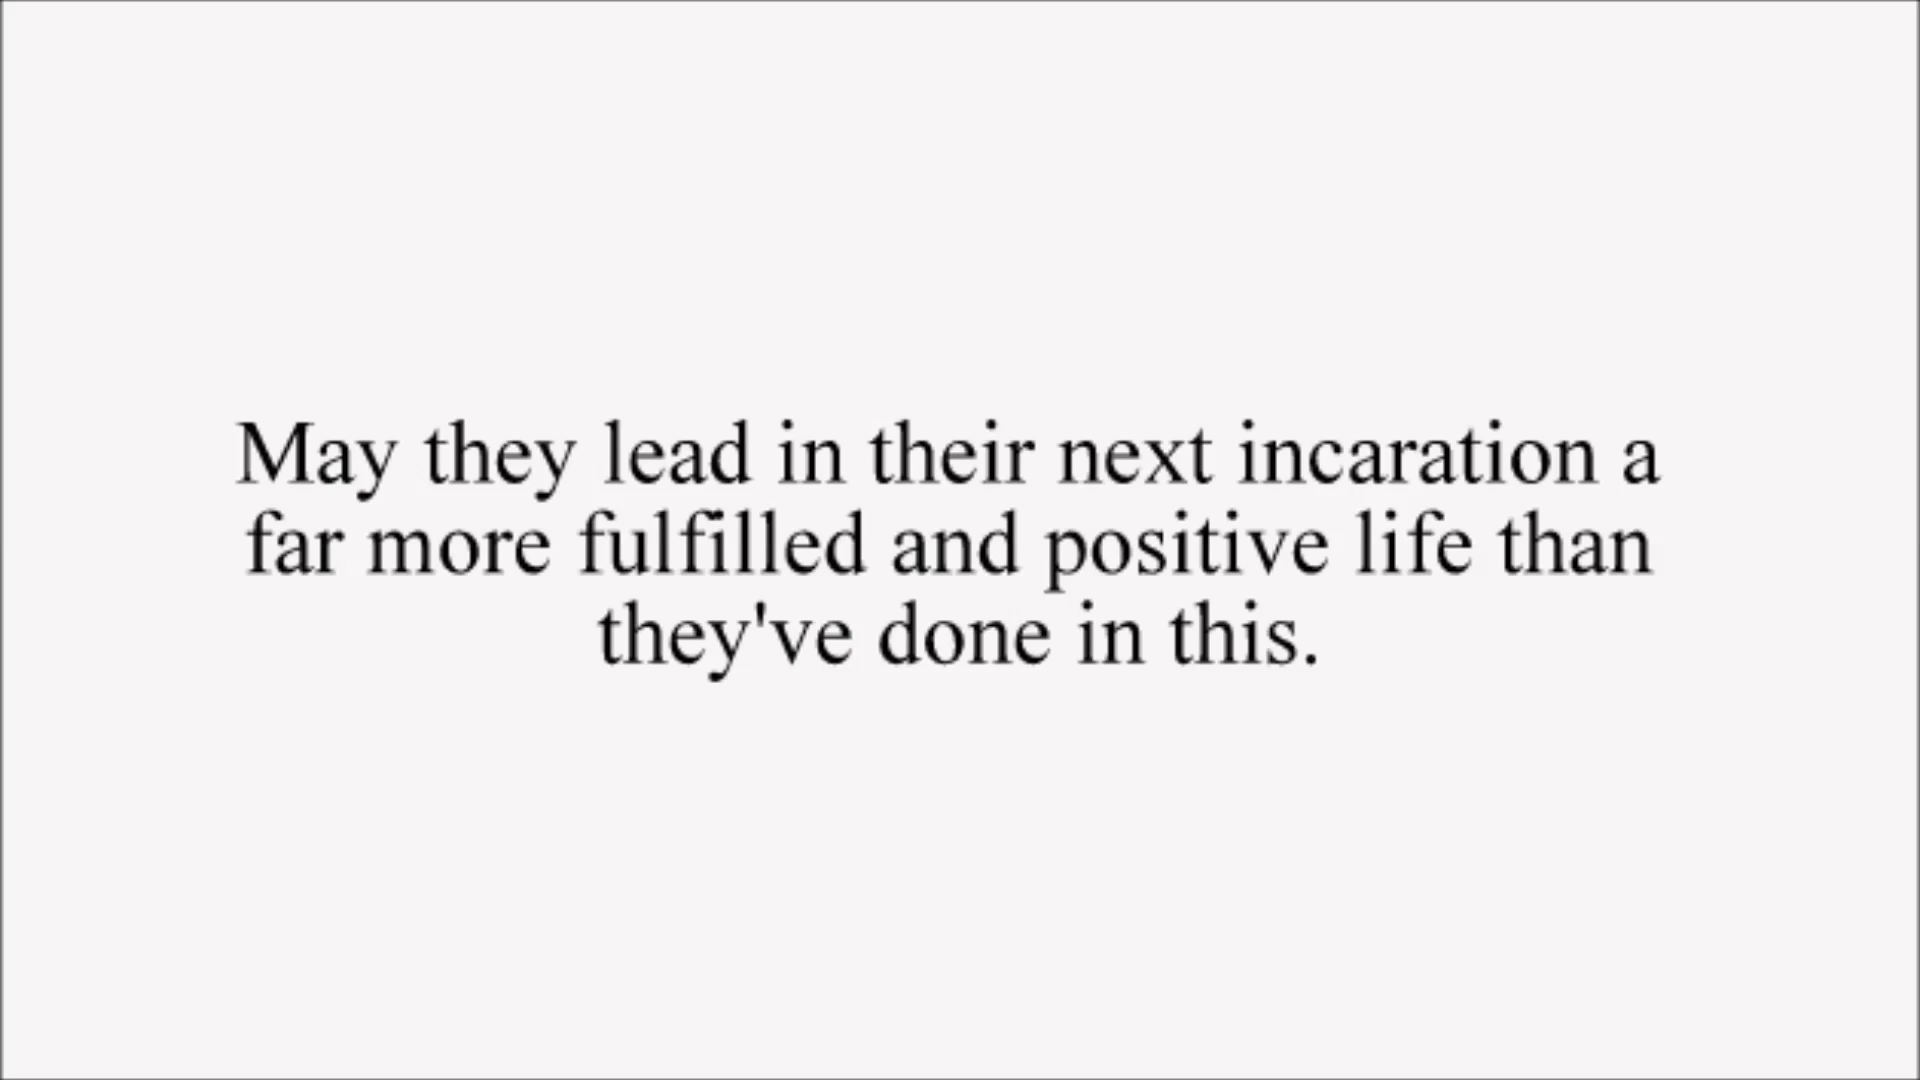 May they lead in their next incaration a
far more fulfilled and positive life than
they've done in this.